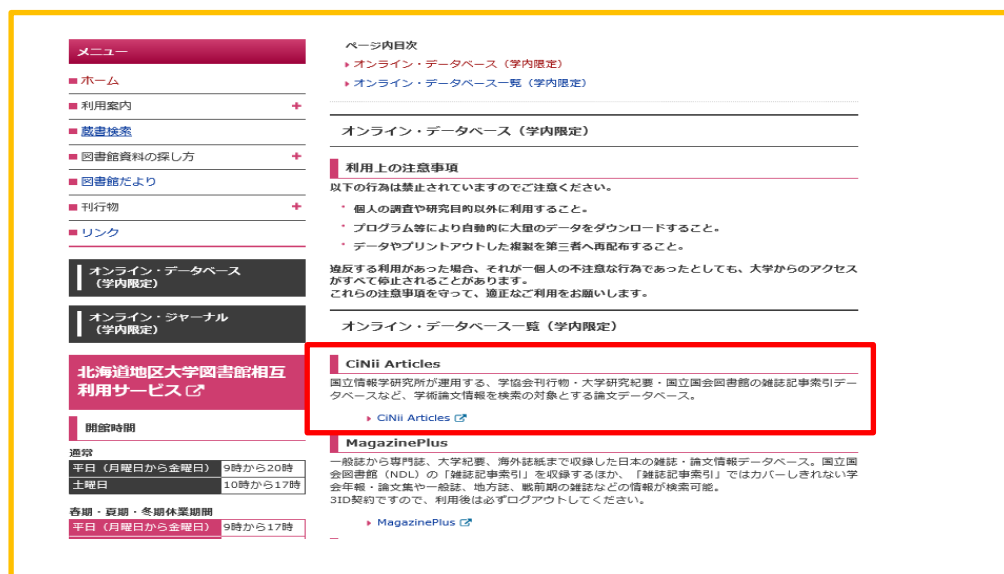 メニュー
ホーム
利用案内 +
蔵書検索
図書館資料の探し方 +
図書館だより
刊行物 +
リンク
オンライン・データベース
（学内限定）
オンライン・ジャーナル
（学内限定）
北海道地区大学図書館相互
利用サービス
開館時間
通常
平日（月曜日から金曜日） 9時から20時
土曜日 10時から17時
春期・夏期・冬期休業期間
平日（月曜日から金曜日） 9時から17時
ページ内目次
オンライン・データベース（学内限定）
オンライン・データベース一覧（学内限定）
オンライン・データベース（学内限定）
利用上の注意事項
以下の行為は禁止されていますのでご注意ください。
個人の調査や研究目的以外に利用すること。
プログラム等により自動的に大量のデータをダウンロードすること。
データやプリントアウトした複製を第三者へ再配布すること。
違反する利用があった場合、それが一個人の不注意な行為であったとしても、大学からのアクセス
がすべて停止されることがあります。
これらの注意事項を守って、適正なご利用をお願いします。
オンライン・データベース一覧（学内限定）
CiNii Articles
国立情報学研究所が運用する、学協会刊行物・大学研究紀要・国立国会図書館の雑誌記事索引デー
タベースなど、学術論文情報を検索の対象とする論文データベース。
CiNii Articles
MagazinePlus
一般誌から専門誌、大学紀要、海外誌紙まで収録した日本の雑誌・論文情報データベース。国立国
会図書館（NDL）の「雑誌記事索引」を収録するほか、「雑誌記事索引」ではカバーしきれない学
会年報・論文集や一般誌、地方誌、戦前期の雑誌などの情報が検索可能。
3ID契約ですので、利用後は必ずログアウトしてください。
MagazinePlus